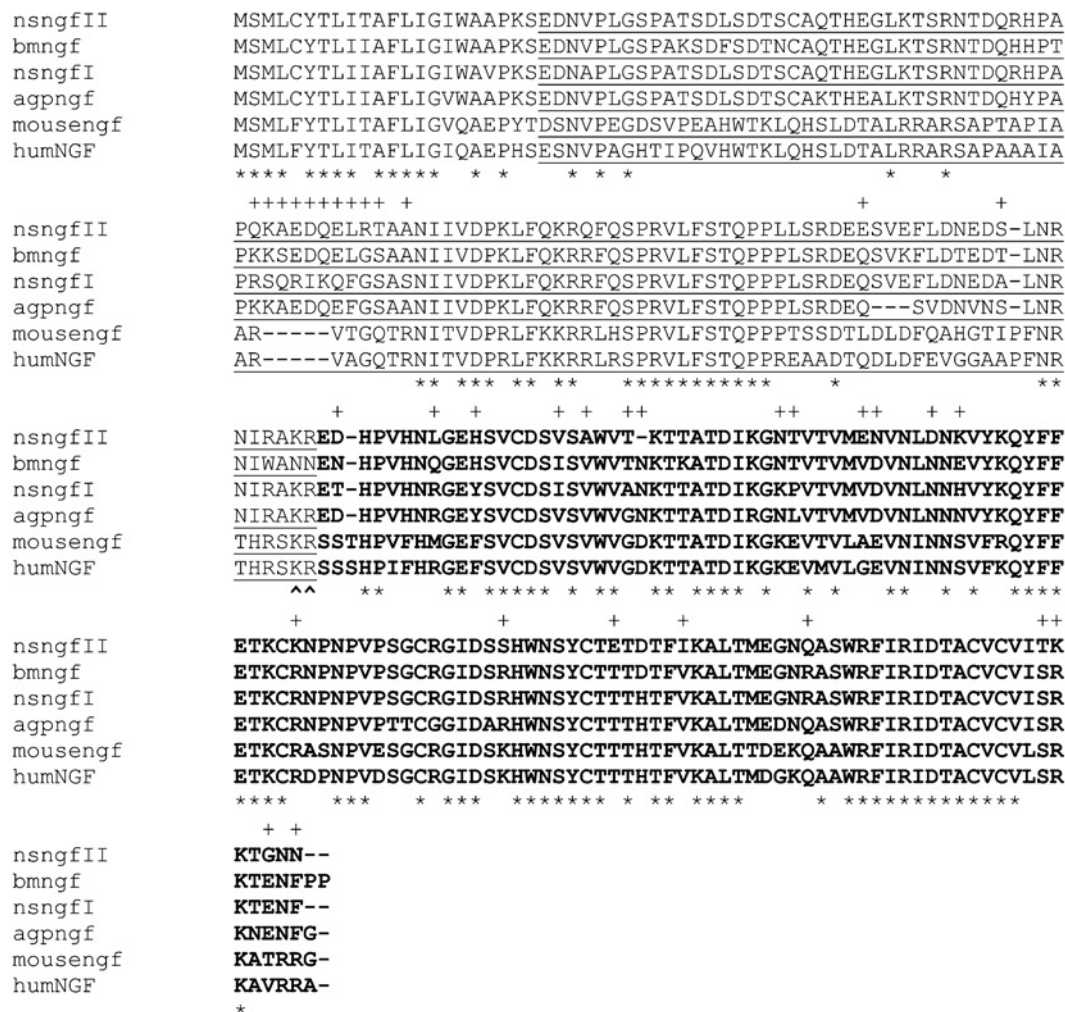 nsngfII         MSMLCYTLIITAFLIGIWAAPKSEDNVPLGSPATSDLSDTSCAQTHEGLKTSRNTDQRHPA
bmngf           MSMLCYTLIIAFLIGIWAAPKSEDNVPLGSPAKSDFSDTNCAQTHEGLKTSRNTDQHHPT
nsngfI          MSMLCYTLIITAFLIGIWAVPKSEDNAPLGSPATSDLSDTSCAQTHEGLKTSRNTDQRHPA
agpngf          MSMLCYTLIIAFLIGVWAAPKSEDNVPLGSPATSDLSDTSCAKTHEALKTSRNTDQHYPA
mousengf        MSMLFYTLITAFLIGVQAEPYTDSNVPEGDSVPEAHWTKLQHSLDTALRRARSAPTAPIA
humNGF          MSMLFYTLITAFLIGIQAEPHSESNVPAGHTIPQVHWTKLQHSLDTALRRARSAPAAAIA
                **** **** *****  * *    * * *                  *   *
                 ++++++++++ +                                +         +
nsngfII         PQKAEDQELRTAANIIVDPKLFQKRQFQSPRVLFSTQPPLLSRDEESVEFLDNEDS-LNR
bmngf           PKKSEDQELGSAANIIVDPKLFQKRRFQSPRVLFSTQPPPLSRDEQSVKFLDTEDT-LNR
nsngfI          PRSQRIKQFGSASNIIVDPKLFQKRRFQSPRVLFSTQPPPLSRDEQSVEFLDNEDA-LNR
agpngf          PKKAEDQEFGSAANIIVDPKLFQKRRFQSPRVLFSTQPPPLSRDEQ---SVDNVNS-LNR
mousengf        AR-----VTGQTRNITVDPRLFKKRRLHSPRVLFSTQPPPTSSDTLDLDFQAHGTIPFNR
humNGF          AR-----VAGQTRNITVDPRLFKKRRLRSPRVLFSTQPPREAADTQDLDFEVGGAAPFNR
                             ** *** ** **   ***********    *              **
                       +      +  +     + +  ++         ++    ++   + +
nsngfII         NIRAKRED-HPVHNLGEHSVCDSVSAWVT-KTTATDIKGNTVTVMENVNLDNKVYKQYFF
bmngf           NIWANNEN-HPVHNQGEHSVCDSISVWVTNKTKATDIKGNTVTVMVDVNLNNEVYKQYFF
nsngfI          NIRAKRET-HPVHNRGEYSVCDSISVWVANKTTATDIKGKPVTVMVDVNLNNHVYKQYFF
agpngf          NIRAKRED-HPVHNRGEYSVCDSVSVWVGNKTTATDIRGNLVTVMVDVNLNNNVYKQYFF
mousengf        THRSKRSSTHPVFHMGEFSVCDSVSVWVGDKTTATDIKGKEVTVLAEVNINNSVFRQYFF
humNGF          THRSKRSSSHPIFHRGEFSVCDSVSVWVGDKTTATDIKGKEVMVLGEVNINNSVFKQYFF
                    ^^   **   ** ***** * **  ** **** *  * *   **  *  *   ****
                    +              +       +    +        +                ++
nsngfII         ETKCKNPNPVPSGCRGIDSSHWNSYCTETDTFIKALTMEGNQASWRFIRIDTACVCVITK
bmngf           ETKCRNPNPVPSGCRGIDSRHWNSYCTTTDTFVKALTMEGNRASWRFIRIDTACVCVISR
nsngfI          ETKCRNPNPVPSGCRGIDSRHWNSYCTTTDTFVKALTMEGNRASWRFIRIDTACVCVISR
agpngf          ETKCRNPNPVPTTCGGIDARHWNSYCTTTHTFVKALTMEDNQASWRFIRIDTACVCVISR
mousengf        ETKCRASNPVESGCRGIDSKHWNSYCTTTHTFVKALTTDEKQAAWRFIRIDTACVCVLSR
humNGF          ETKCRDPNPVDSGCRGIDSKHWNSYCTTTHTFVKALTMDGKQAAWRFIRIDTACVCVLSR
                ****   ***  * ***  ******* * ** ****     * *************
                  + +
nsngfII         KTGNN--
bmngf           KTENFPP
nsngfI          KTENF--
agpngf          KNENFG-
mousengf        KATRRG-
humNGF          KAVRRA-
                *